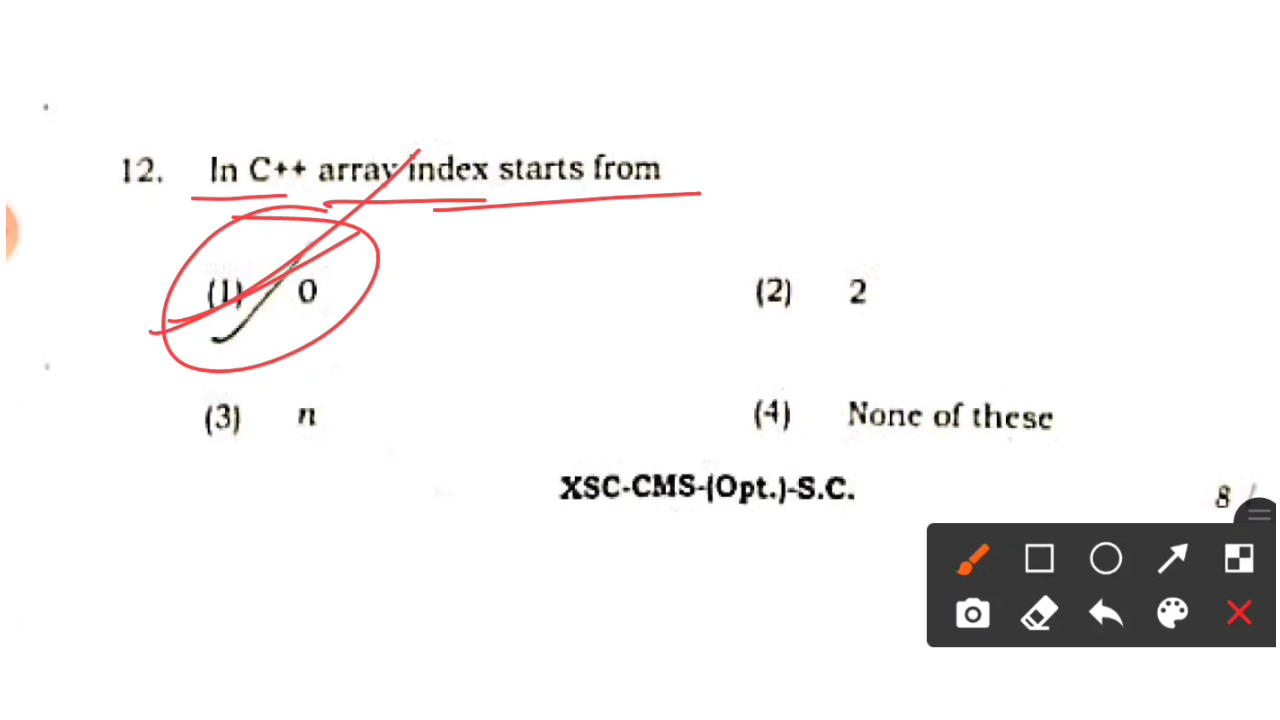 12. In C++ array index starts from
(1) 0 (2) 2
(3) n (4) None of these
XSC-CMS-(Opt.)-S.C. 8 /